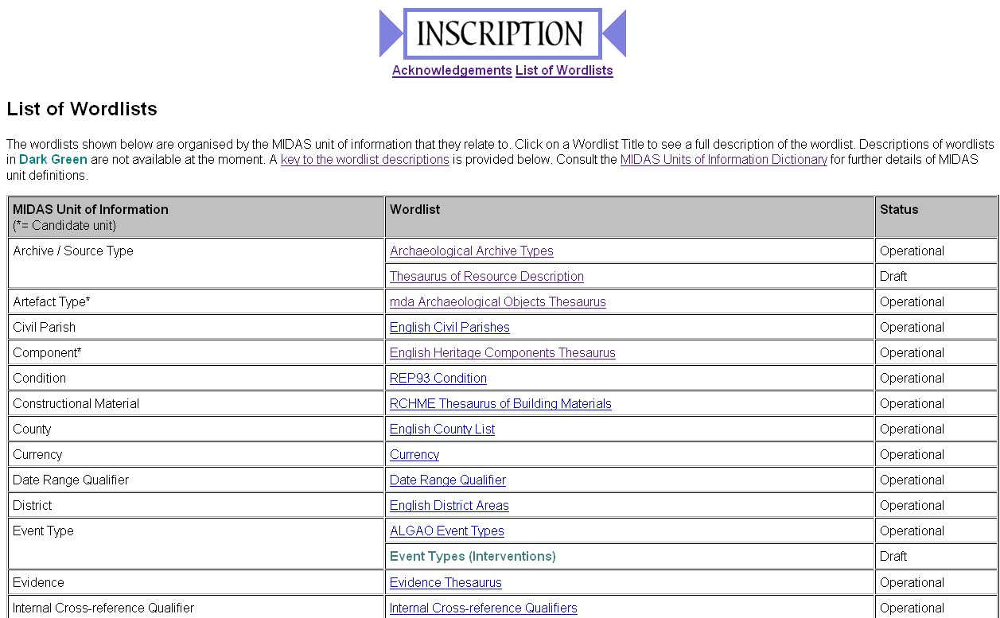 INSCRIPTION
Acknowledgements List of Wordlists
List of Wordlists
The wordlists shown below are organised by the MIDAS unit of information that they relate to. Click on a Wordlist Title to see a full description of the wordlist. Descriptions of wordlists
in Dark Green are not available at the moment. A key to the wordlist descriptions is provided below. Consult the MIDAS Units of Information Dictionary for further details of MIDAS
unit definitions.
MIDAS Unit of Information Wordlist Status
(*= Candidate unit)
Archive / Source Type Archaeological Archive Types Operational
Thesaurus of Resource Description Draft
Artefact Type* mda Archaeological Objects Thesaurus Operational
Civil Parish English Civil Parishes Operational
Component* English Heritage Components Thesaurus Operational
Condition REP93 Condition Operational
Constructional Material RCHME Thesaurus of Building Materials Operational
County English County List Operational
Currency Currency Operational
Date Range Qualifier Date Range Qualifier Operational
District English District Areas Operational
Event Type ALGAO Event Types Operational
Event Types (Interventions) Draft
Evidence Evidence Thesaurus Operational
Internal Cross-reference Qualifier Internal Cross-reference Qualifiers Operational